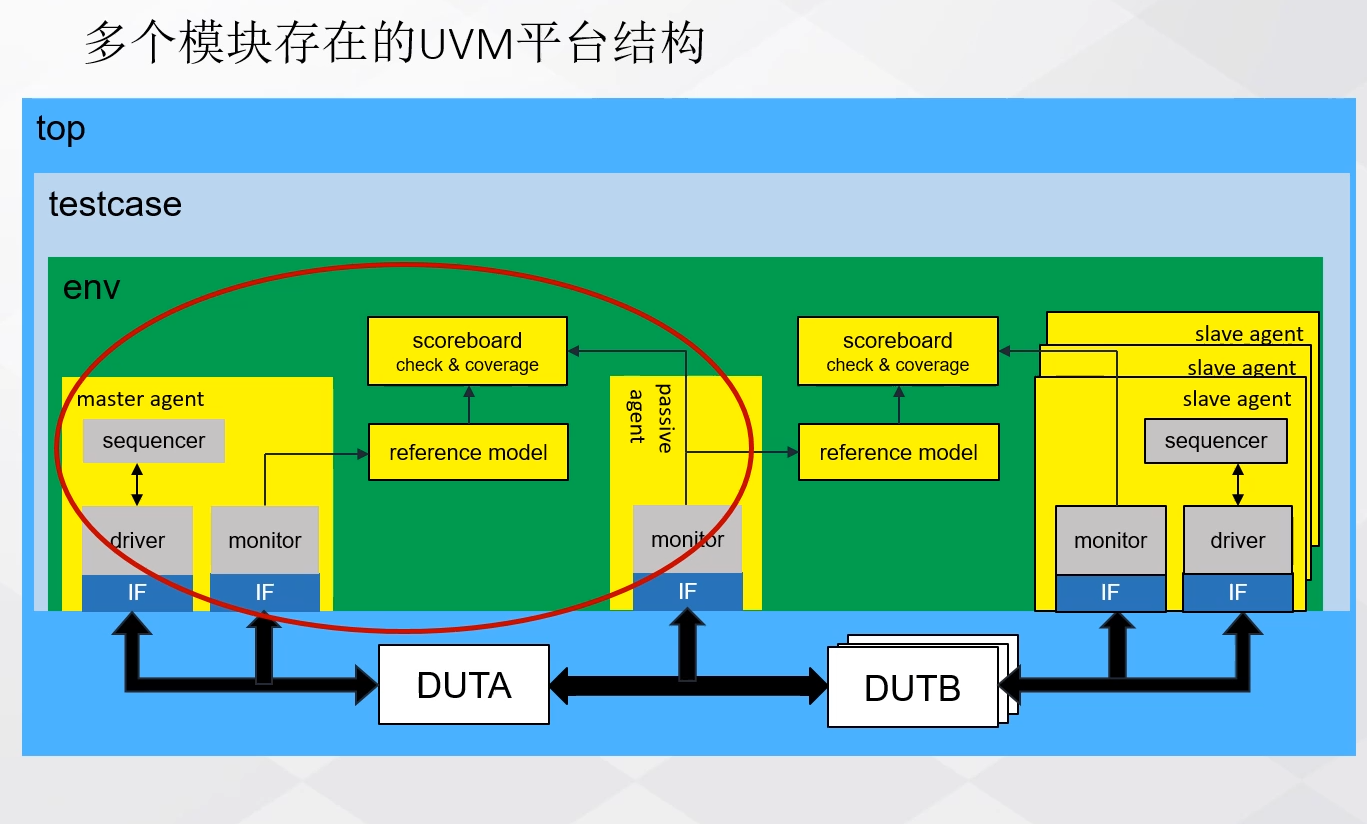 多个模块存在的UVM平台结构
top
testcase
env
master agent
sequencer
driver
IF
monitor
IF
scoreboard
check & coverage
reference model
passive
agent
monitor
IF
scoreboard
check & coverage
reference model
slave agent
slave agent
slave agent
sequencer
monitor
IF
driver
IF
DUTA
DUTB